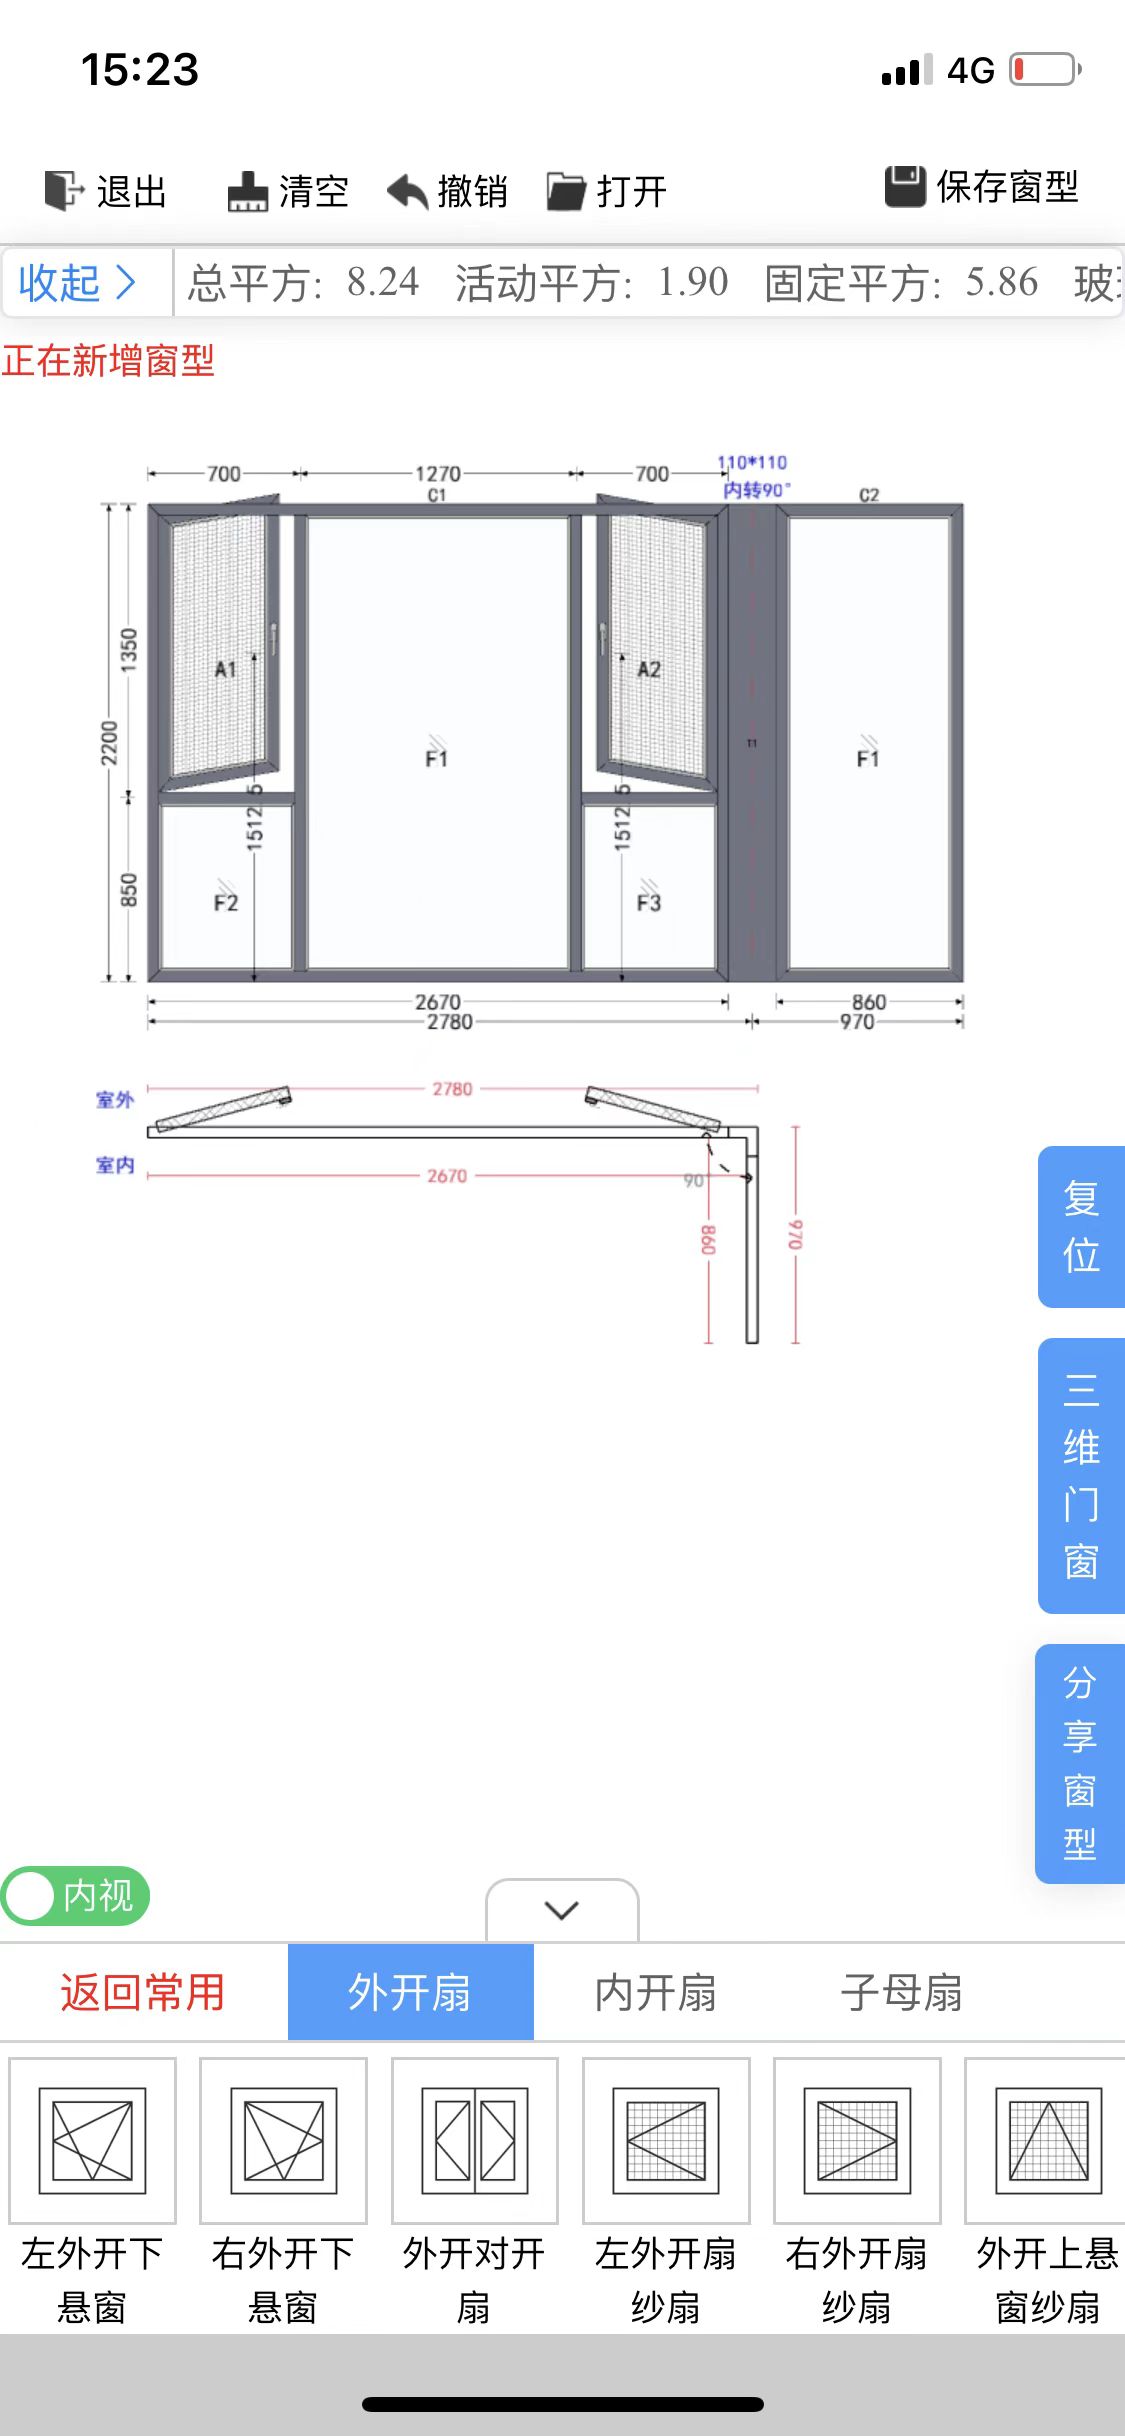 15:23 4G
退出 清空 撤销 打开 保存窗型
收起 总平方: 8.24 活动平方: 1.90 固定平方: 5.86
正在新增窗型
700 1270 700 110*110
C1 内转90° C2
1350
A1 A2
2200
F1 T1 F1
1512.5 1512.5
850
F2 F3
2670 860
2780 970
室外 2780
室内 2670 90
860 970
复位
三维门窗
分享窗型
内视
返回常用 外开扇 内开扇 子母扇
左外开下悬窗
右外开下悬窗
外开对开扇
左外开扇纱扇
右外开扇纱扇
外开上悬窗纱扇